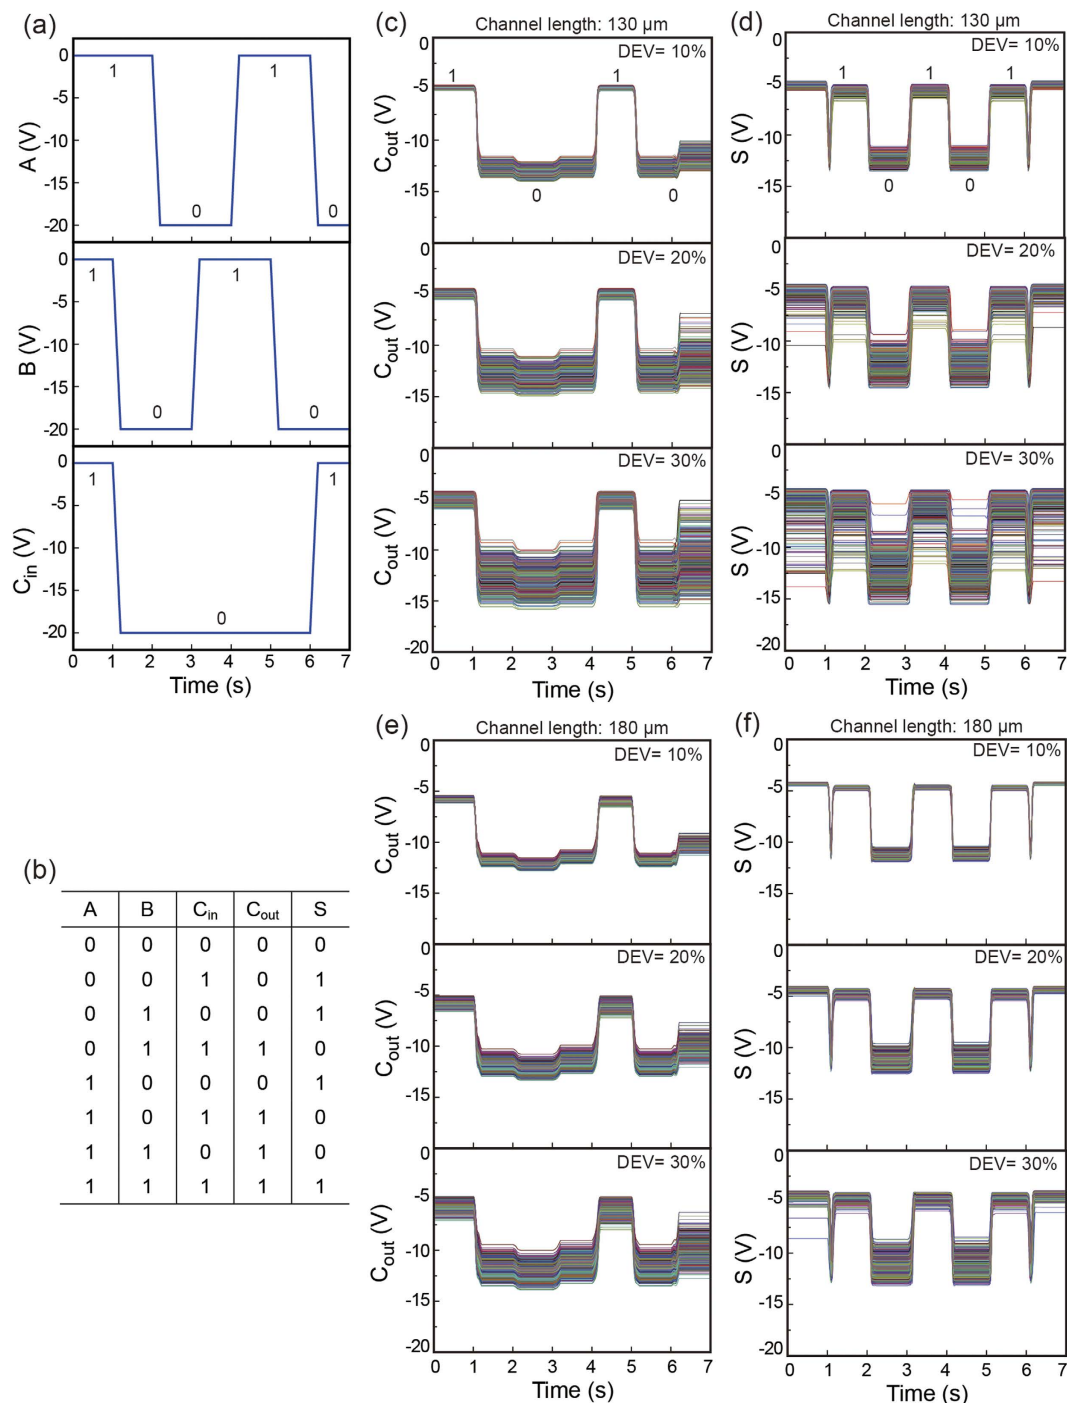 (a)
0
-5
-10
-15
-20
A (V)
1
0
1
0
0
-5
-10
-15
-20
B (V)
1
0
1
0
0
-5
-10
-15
-20
Cin (V)
1
0
1
0 1 2 3 4 5 6 7
Time (s)
(b)
A B Cin Cout S
0 0 0 0 0
0 0 1 0 1
0 1 0 0 1
0 1 1 1 0
1 0 0 0 1
1 0 1 1 0
1 1 0 1 0
1 1 1 1 1
(c)
Channel length: 130 μm
DEV= 10%
0
-5
-10
-15
Cout (V)
1
0
1
0
DEV= 20%
0
-5
-10
-15
Cout (V)
DEV= 30%
0
-5
-10
-15
-20
Cout (V)
0 1 2 3 4 5 6 7
Time (s)
(d)
Channel length: 130 μm
DEV= 10%
0
-5
-10
-15
S (V)
1
0
1
0
1
DEV= 20%
0
-5
-10
-15
S (V)
DEV= 30%
0
-5
-10
-15
-20
S (V)
0 1 2 3 4 5 6 7
Time (s)
(e)
Channel length: 180 μm
DEV= 10%
0
-5
-10
-15
Cout (V)
DEV= 20%
0
-5
-10
-15
Cout (V)
DEV= 30%
0
-5
-10
-15
-20
Cout (V)
0 1 2 3 4 5 6 7
Time (s)
(f)
Channel length: 180 μm
DEV= 10%
0
-5
-10
-15
S (V)
DEV= 20%
0
-5
-10
-15
S (V)
DEV= 30%
0
-5
-10
-15
-20
S (V)
0 1 2 3 4 5 6 7
Time (s)